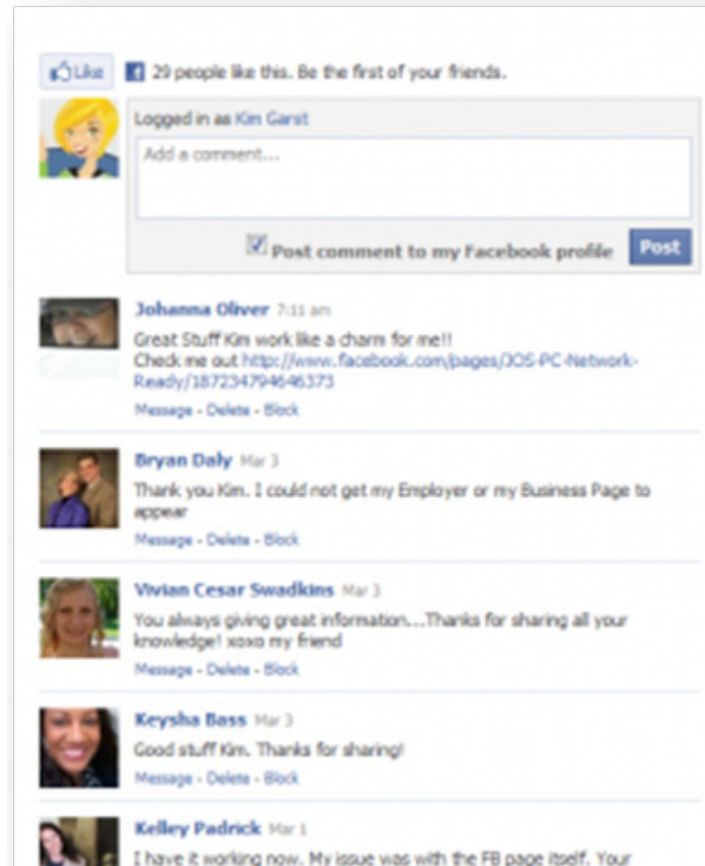 Like 29 people like this. Be the first of your friends.
Logged in as Kim Garst
Add a comment...
Post comment to my Facebook profile Post
Johanna Oliver 7:11 am
Great Stuff Kim work like a charm for me!!
Check me out http://www.facebook.com/pages/JOS-PC-Network-
Ready/187234794646373
Message - Delete - Block
Bryan Daly Mar 3
Thank you Kim. I could not get my Employer or my Business Page to
appear
Message - Delete - Block
Vivian Cesar Swadkins Mar 3
You always giving great information...Thanks for sharing all your
knowledge! xoxo my friend
Message - Delete - Block
Keysha Bass Mar 3
Good stuff Kim. Thanks for sharing!
Message - Delete - Block
Kelley Padrick Mar 1
I have it working now. My issue was with the FB page itself. Your